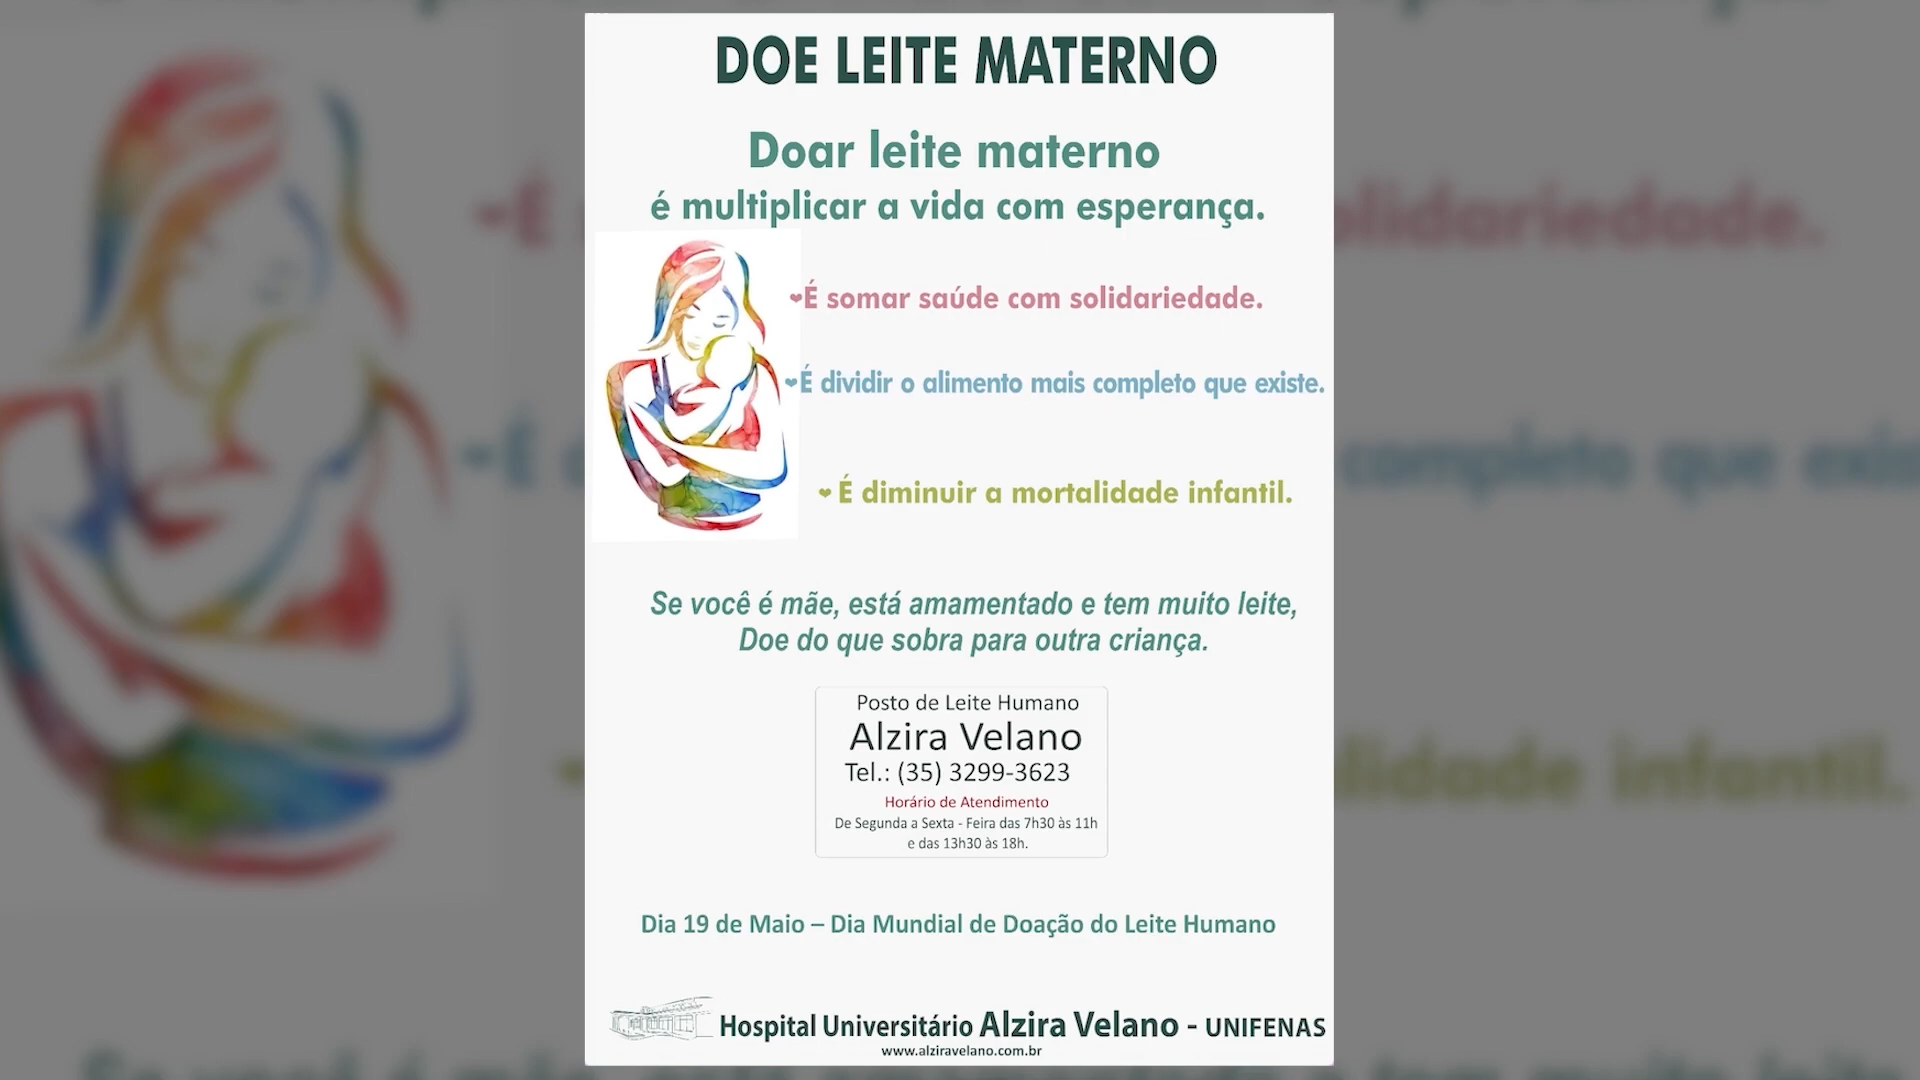 DOE LEITE MATERNO
Doar leite materno
é multiplicar a vida com esperança.
❤É somar saúde com solidariedade.
❤É dividir o alimento mais completo que existe.
❤ É diminuir a mortalidade infantil.
Se você é mãe, está amamentado e tem muito leite,
Doe do que sobra para outra criança.
Posto de Leite Humano
Alzira Velano
Tel.: (35) 3299-3623
Horário de Atendimento
De Segunda a Sexta - Feira das 7h30 às 11h
e das 13h30 às 18h.
Dia 19 de Maio – Dia Mundial de Doação do Leite Humano
Hospital Universitário Alzira Velano - UNIFENAS
www.alziravelano.com.br